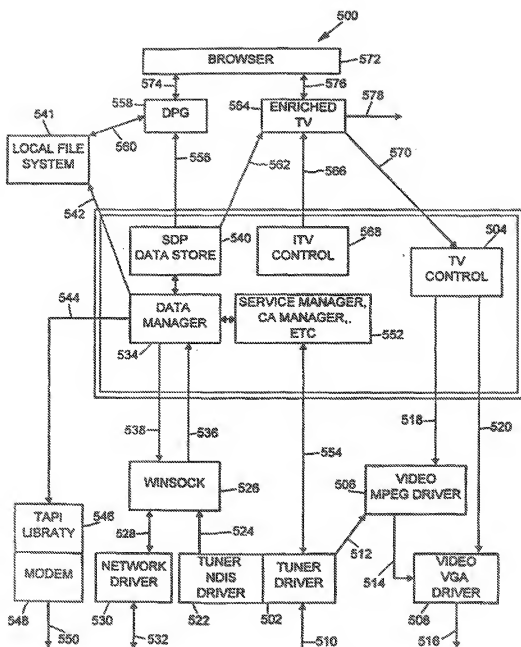 500
BROWSER
572
574
576
558
DPG
564
ENRICHED
TV
578
541
LOCAL FILE
SYSTEM
560
556
562
566
570
542
SDP
DATA STORE
540
ITV
CONTROL
568
504
TV
CONTROL
544
DATA
MANAGER
534
SERVICE MANAGER,
CA MANAGER,.
ETC
552
538
536
554
518
520
WINSOCK
526
506
VIDEO
MPEG DRIVER
TAPI
LIBRATY
546
528
524
512
514
MODEM
NETWORK
DRIVER
TUNER
NDIS
DRIVER
TUNER
DRIVER
VIDEO
VGA
DRIVER
548
530
522
502
508
550
532
510
516